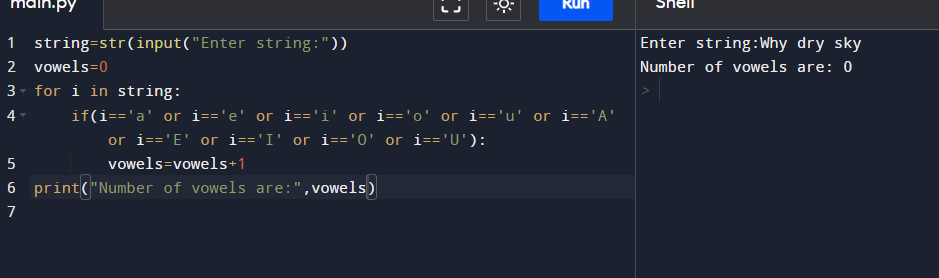 main.py
Run
Shell
1 string=str(input("Enter string:"))
2 vowels=0
3 for i in string:
4 if(i=='a' or i=='e' or i=='i' or i=='o' or i=='u' or i=='A'
or i=='E' or i=='I' or i=='O' or i=='U'):
5 vowels=vowels+1
6 print("Number of vowels are:",vowels)
7
Enter string:Why dry sky
Number of vowels are: 0
>